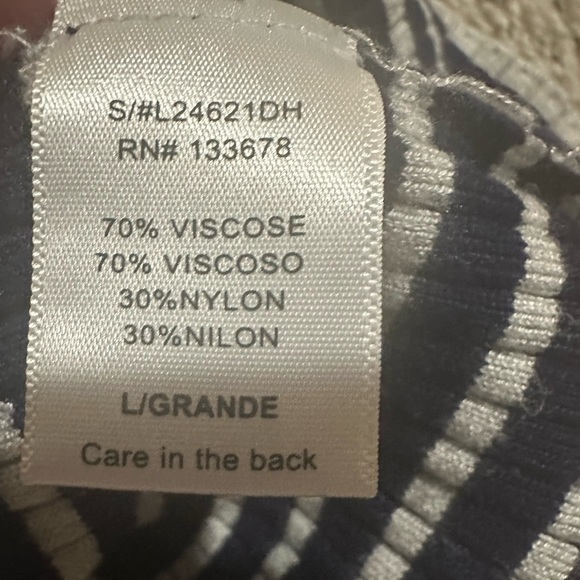 S/#L24621DH
RN# 133678
70% VISCOSE
70% VISCOSO
30%NYLON
30%NILON
L/GRANDE
Care in the back